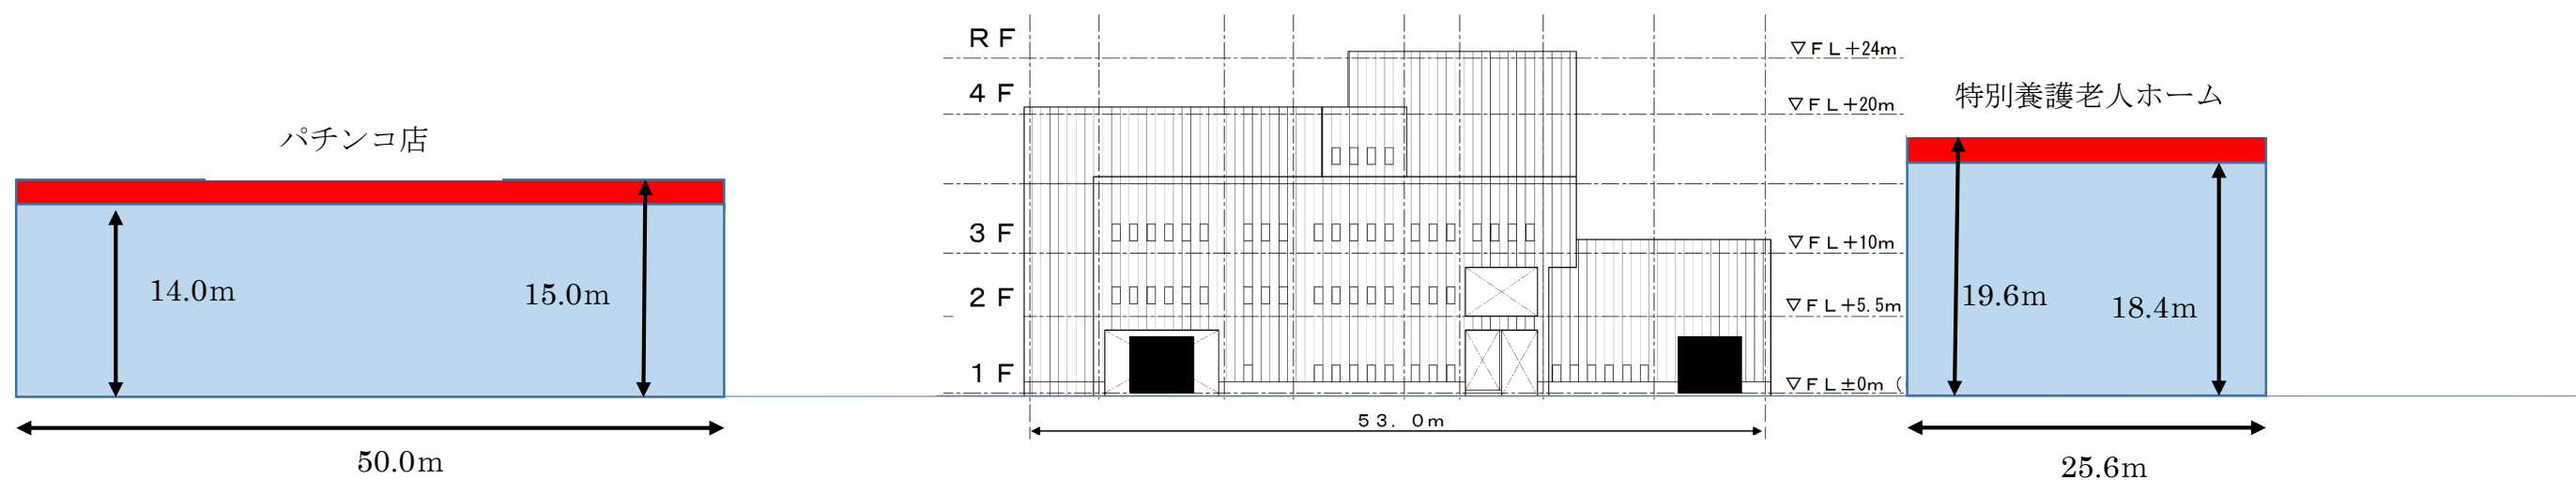 パチンコ店
14.0m
15.0m
50.0m
RF
4F
3F
2F
1F
▽FL+24m
▽FL+20m
▽FL+10m
▽FL+5.5m
▽FL±0m (
53.0m
特別養護老人ホーム
19.6m
18.4m
25.6m